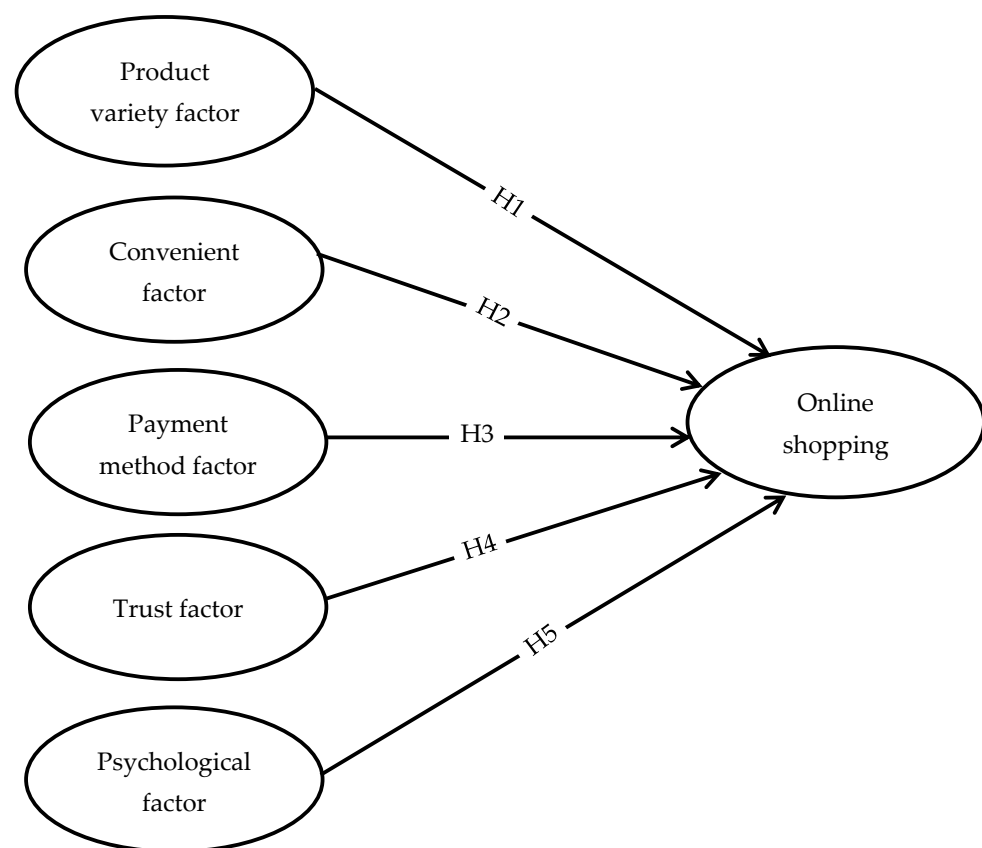 Product
variety factor
H1
Convenient
factor
H2
Payment
method factor
H3
Online
shopping
Trust factor
H4
Psychological
factor
H5